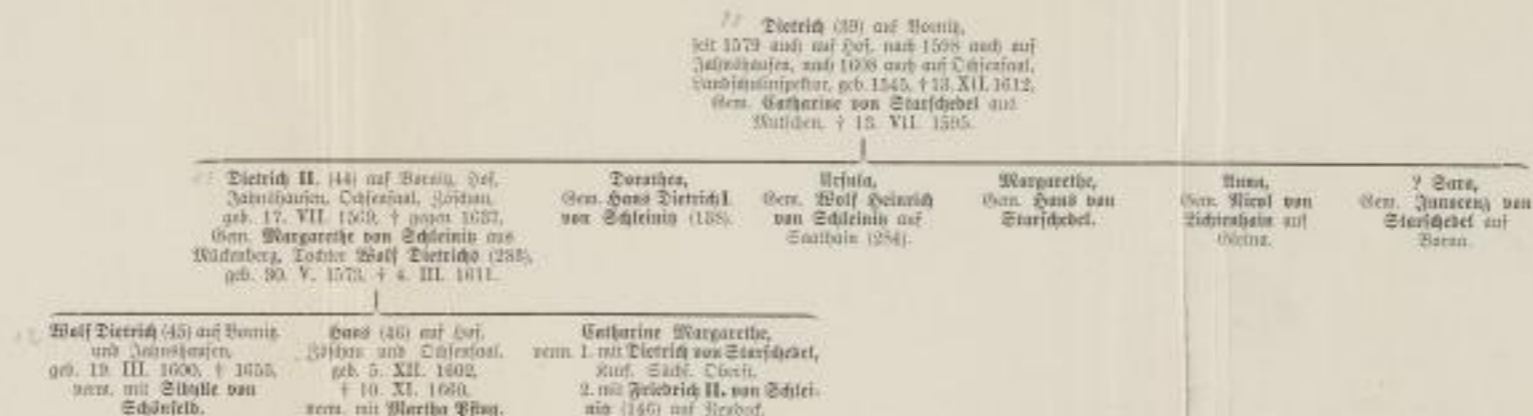 Dietrich (39) auf Bornitz,
seit 1579 auch auf Hof, nach 1598 auch auf
Jahnshausen, nach 1608 auch auf Ochsensaal,
Landschulinspektor, geb. 1545, † 13. XII. 1612,
Gem. Catharine von Starschedel aus
Mutschen, † 13. VII. 1595.
Dietrich II. (44) auf Bornitz, Hof,
Jahnshausen, Ochsensaal,
geb. 17. VII. 1569, † gegen 1637,
Gem. Margarethe von Schleinitz aus
Mückenberg, Tochter Wolf Dietrichs (283),
geb. 30. V. 1573, † 4. III. 1611.
Dorothea,
Gem. Hans Dietrich I.
von Schleinitz (138).
Ursula,
Gem. Wolf Heinrich
von Schleinitz auf
Saathain (284).
Margarethe,
Gem. Hans von
Starschedel.
Anna,
Gem. Nicol von
Lichtenhain auf
? Sara,
Gem. Innocenz von
Starschedel auf
Borna.
Wolf Dietrich (45) auf Bornitz
und Jahnshausen,
geb. 19. III. 1600, † 1655,
verm. mit Sibylle von
Schönfeld.
Hans (46) auf Hof,
Zöschau und Ochsensaal,
geb. 5. XII. 1602,
† 10. XI. 1660,
verm. mit Martha Pflug.
Catharine Margarethe,
verm. 1. mit Dietrich von Starschedel,
Kurf. Sächs. Oberst.
2. mit Friedrich II. von Schlei-
nitz (146) auf